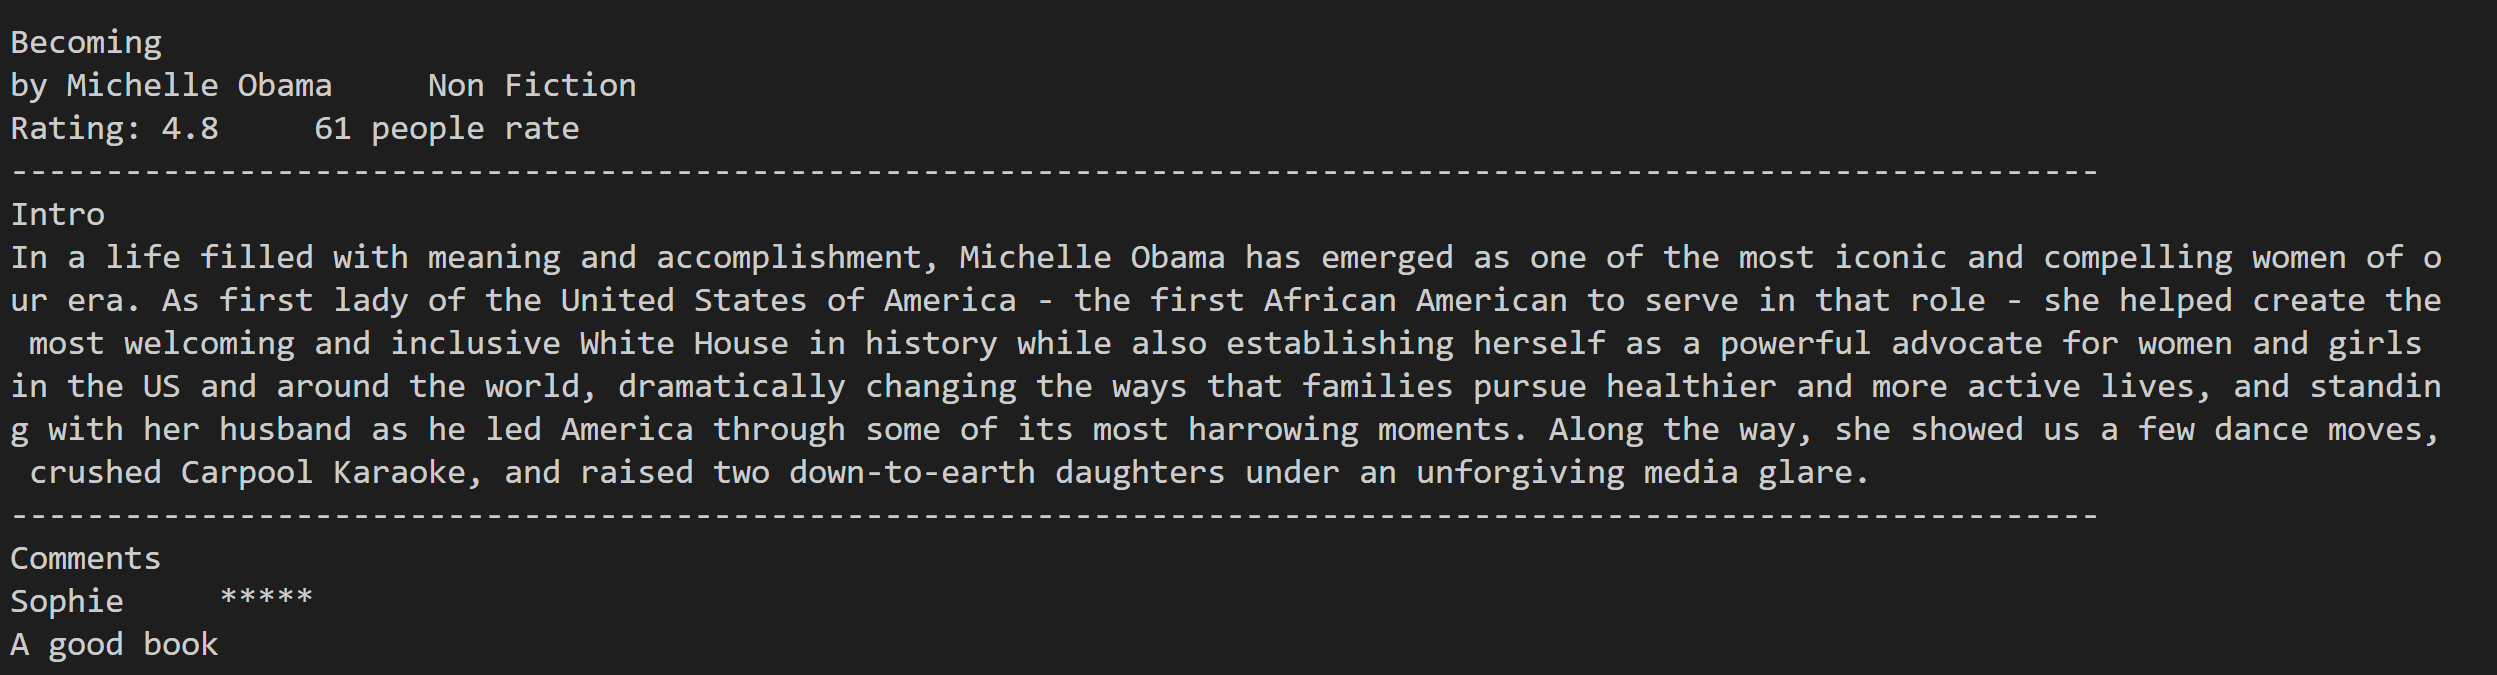 Becoming
by Michelle Obama     Non Fiction
Rating: 4.8     61 people rate
--------------------------------------------------------------------------------------------------------------
Intro
In a life filled with meaning and accomplishment, Michelle Obama has emerged as one of the most iconic and compelling women of o
ur era. As first lady of the United States of America - the first African American to serve in that role - she helped create the
 most welcoming and inclusive White House in history while also establishing herself as a powerful advocate for women and girls
in the US and around the world, dramatically changing the ways that families pursue healthier and more active lives, and standin
g with her husband as he led America through some of its most harrowing moments. Along the way, she showed us a few dance moves,
 crushed Carpool Karaoke, and raised two down-to-earth daughters under an unforgiving media glare.
--------------------------------------------------------------------------------------------------------------
Comments
Sophie     *****
A good book